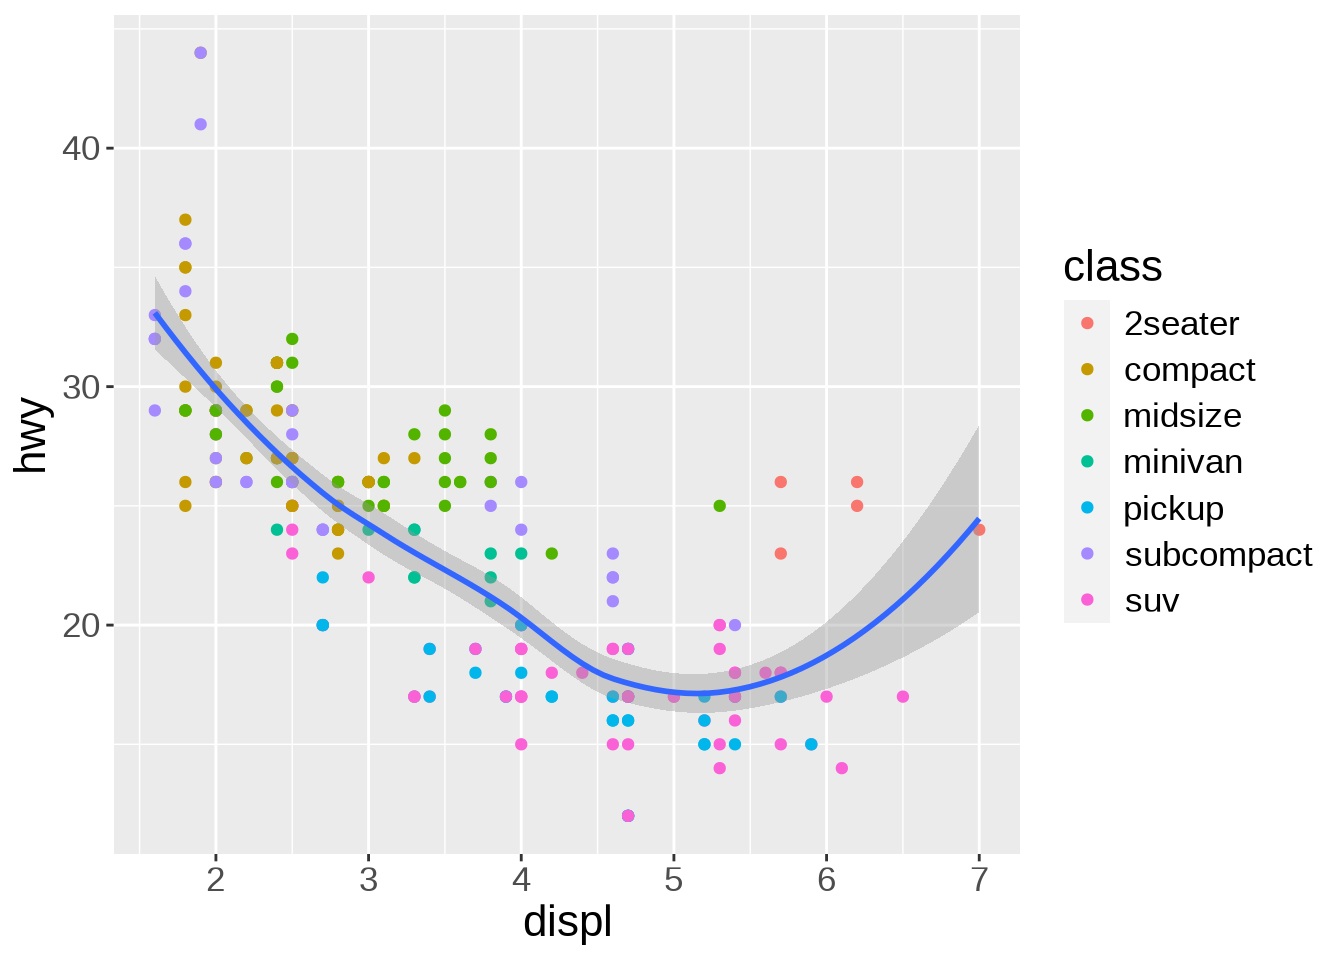 40
30
20
hwy
2 3 4 5 6 7
displ
class
2seater
compact
midsize
minivan
pickup
subcompact
suv